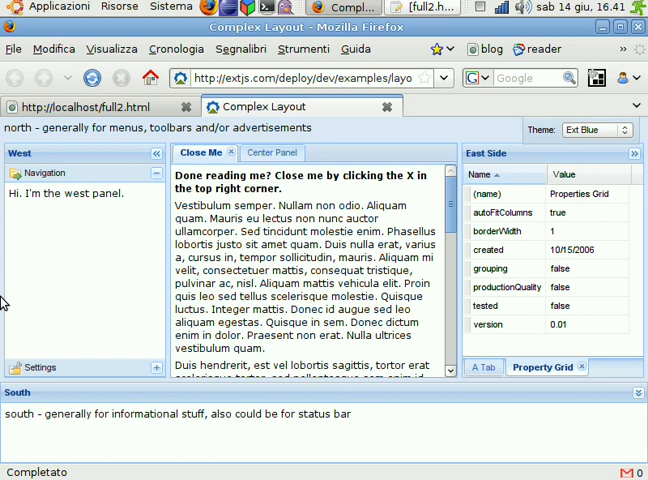 Applicazioni Risorse Sistema Compl... [full2.h... sab 14 giu, 16.41
Complex Layout - Mozilla Firefox
File Modifica Visualizza Cronologia Segnalibri Strumenti Guida blog reader »
http://extjs.com/deploy/dev/examples/layo Google
http://localhost/full2.html Complex Layout
north - generally for menus, toolbars and/or advertisements
Theme: Ext Blue
West
Navigation
Hi. I'm the west panel.
Settings
Close Me Center Panel
Done reading me? Close me by clicking the X in
the top right corner.
Vestibulum semper. Nullam non odio. Aliquam
quam. Mauris eu lectus non nunc auctor
ullamcorper. Sed tincidunt molestie enim. Phasellus
lobortis justo sit amet quam. Duis nulla erat, varius
a, cursus in, tempor sollicitudin, mauris. Aliquam mi
velit, consectetuer mattis, consequat tristique,
pulvinar ac, nisl. Aliquam mattis vehicula elit. Proin
quis leo sed tellus scelerisque molestie. Quisque
luctus. Integer mattis. Donec id augue sed leo
aliquam egestas. Quisque in sem. Donec dictum
enim in dolor. Praesent non erat. Nulla ultrices
vestibulum quam.
Duis hendrerit, est vel lobortis sagittis, tortor erat
East Side
Name Value
(name) Properties Grid
autoFitColumns true
borderWidth 1
created 10/15/2006
grouping false
productionQuality false
tested false
version 0.01
A Tab Property Grid
South
south - generally for informational stuff, also could be for status bar
Completato 0